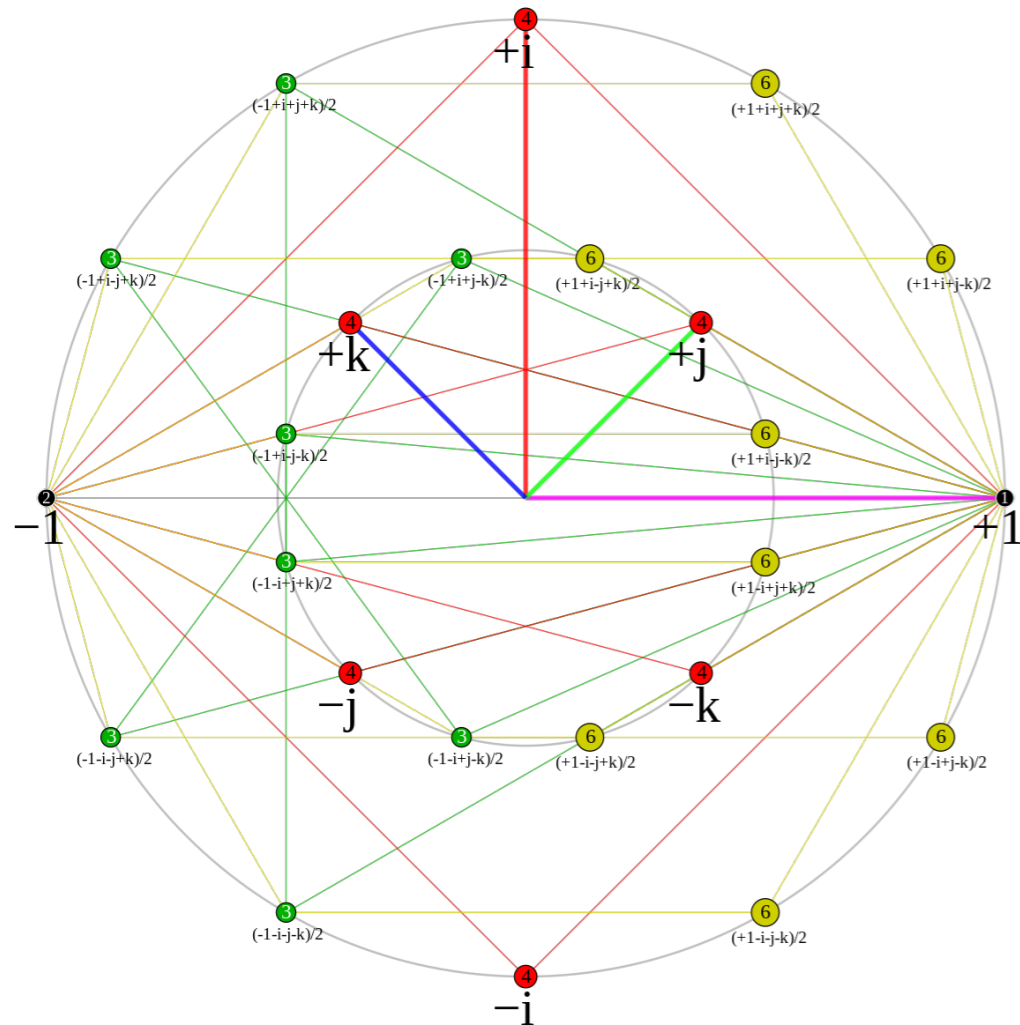 4
+i
3
6
(-1+i+j+k)/2
(+1+i+j+k)/2
3
3
6
6
(-1+i-j+k)/2
(-1+i+j-k)/2
(+1+i-j+k)/2
(+1+i+j-k)/2
4
4
+k
+j
3
6
(-1+i-j-k)/2
(+1+i-j-k)/2
2
1
−1
+1
3
6
(-1-i+j+k)/2
(+1-i+j+k)/2
4
4
−j
−k
3
3
6
6
(-1-i-j+k)/2
(-1-i+j-k)/2
(+1-i-j+k)/2
(+1-i+j-k)/2
3
6
(-1-i-j-k)/2
(+1-i-j-k)/2
4
−i